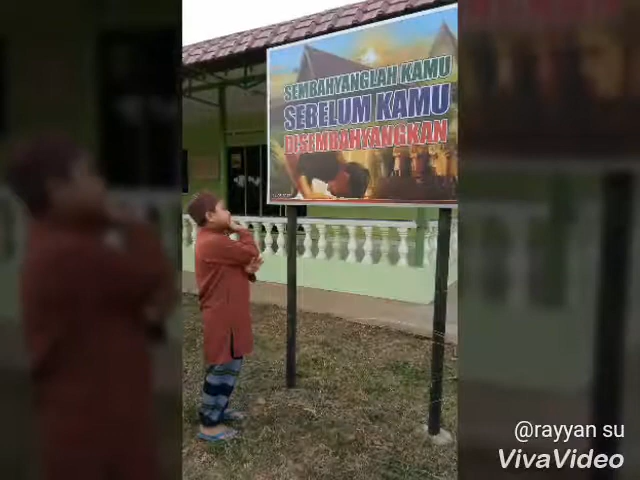 SEMBAHYANGLAH KAMU
SEBELUM KAMU
DISEMBAHYANGKAN
@rayyan su
VivaVideo